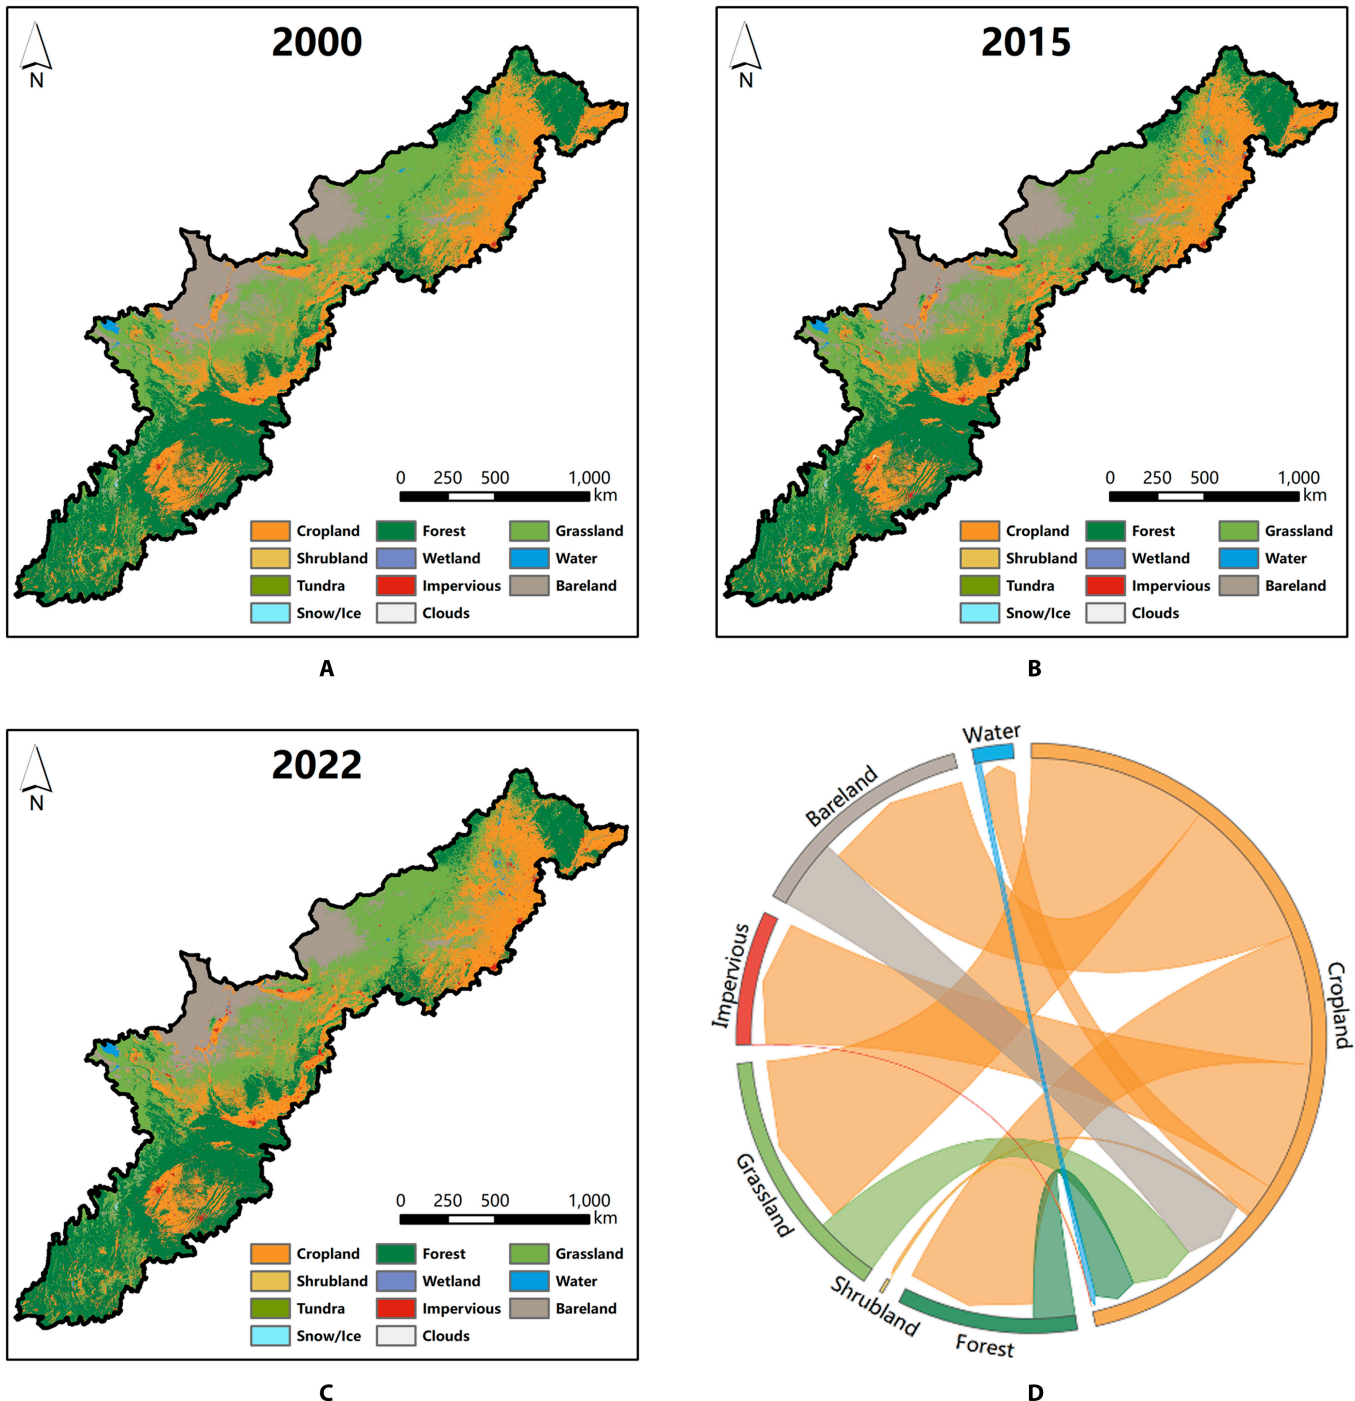 2000
N
0 250 500 1,000
km
Cropland Forest Grassland
Shrubland Wetland Water
Tundra Impervious Bareland
Snow/Ice Clouds
A
2015
N
0 250 500 1,000
km
Cropland Forest Grassland
Shrubland Wetland Water
Tundra Impervious Bareland
Snow/Ice Clouds
B
2022
N
0 250 500 1,000
km
Cropland Forest Grassland
Shrubland Wetland Water
Tundra Impervious Bareland
Snow/Ice Clouds
C
Water
Bareland
Impervious
Cropland
Grassland
Shrubland
Forest
D